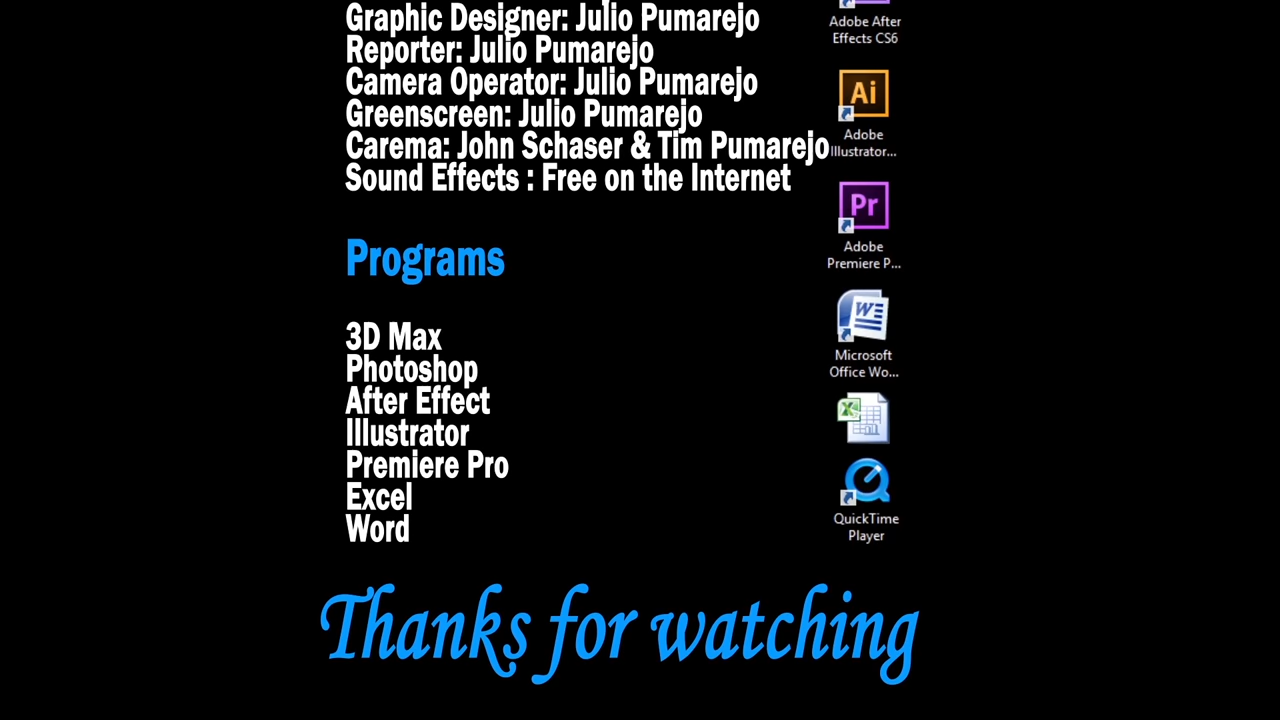 Graphic Designer: Julio Pumarejo
Reporter: Julio Pumarejo
Camera Operator: Julio Pumarejo
Greenscreen: Julio Pumarejo
Carema: John Schaser & Tim Pumarejo
Sound Effects : Free on the Internet
Programs
3D Max
Photoshop
After Effect
Illustrator
Premiere Pro
Excel
Word
Adobe After
Effects CS6
Ai
Adobe
Illustrator...
Pr
Adobe
Premiere P...
W
Microsoft
Office Wo...
X
QuickTime
Player
Thanks for watching